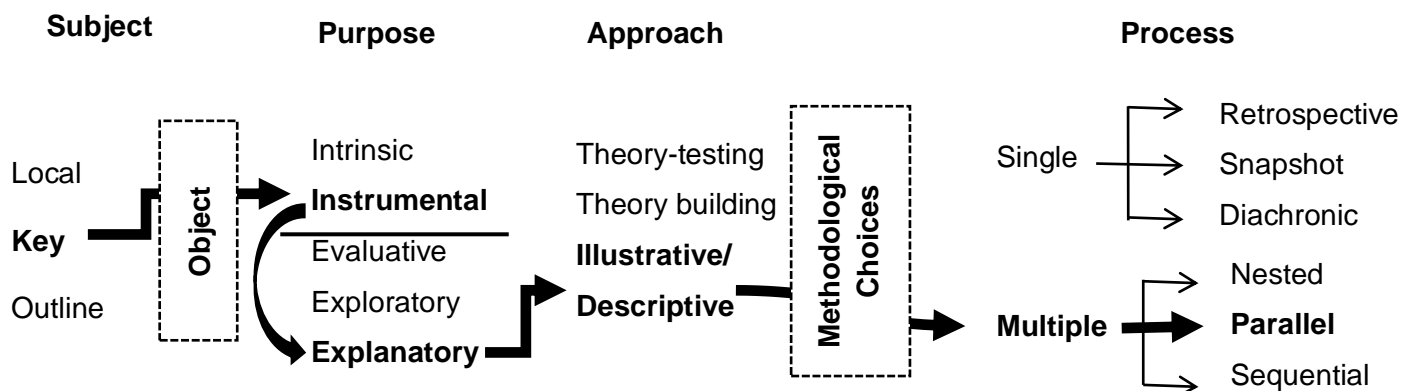 Subject
Purpose
Approach
Process
Local
Key
Outline
Object
Intrinsic
Instrumental
Evaluative
Exploratory
Explanatory
Theory-testing
Theory building
Illustrative/
Descriptive
Methodological
Choices
Single
Retrospective
Snapshot
Diachronic
Multiple
Nested
Parallel
Sequential